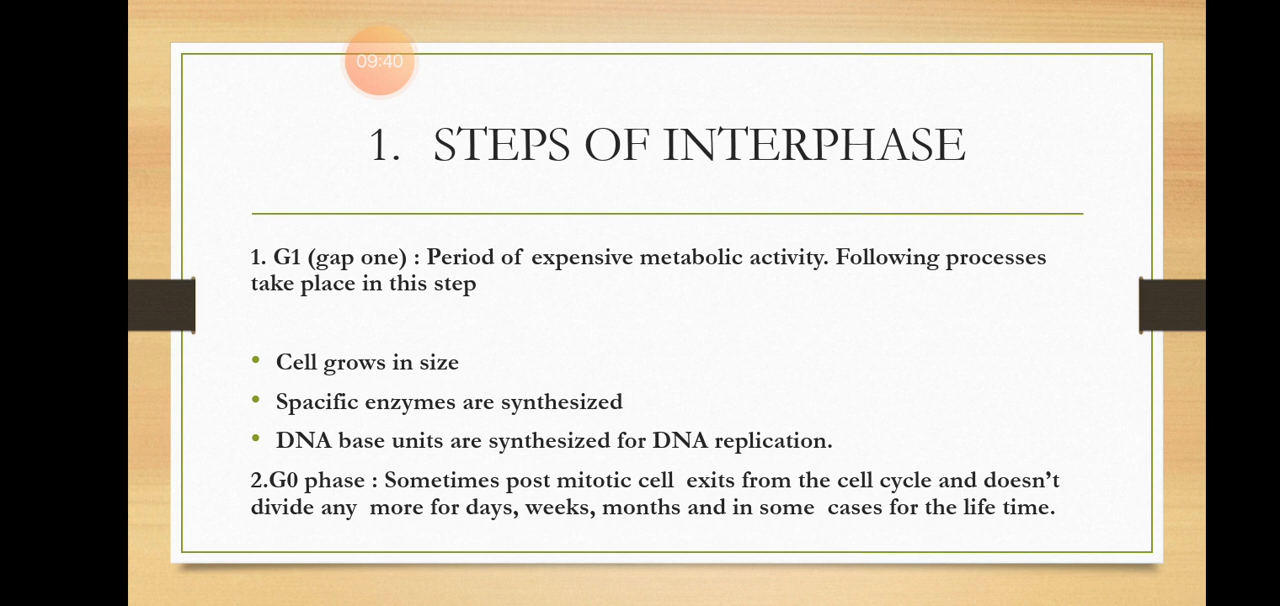 09:40
1. STEPS OF INTERPHASE
1. G1 (gap one) : Period of expensive metabolic activity. Following processes
take place in this step
• Cell grows in size
• Spacific enzymes are synthesized
• DNA base units are synthesized for DNA replication.
2.G0 phase : Sometimes post mitotic cell exits from the cell cycle and doesn’t
divide any more for days, weeks, months and in some cases for the life time.